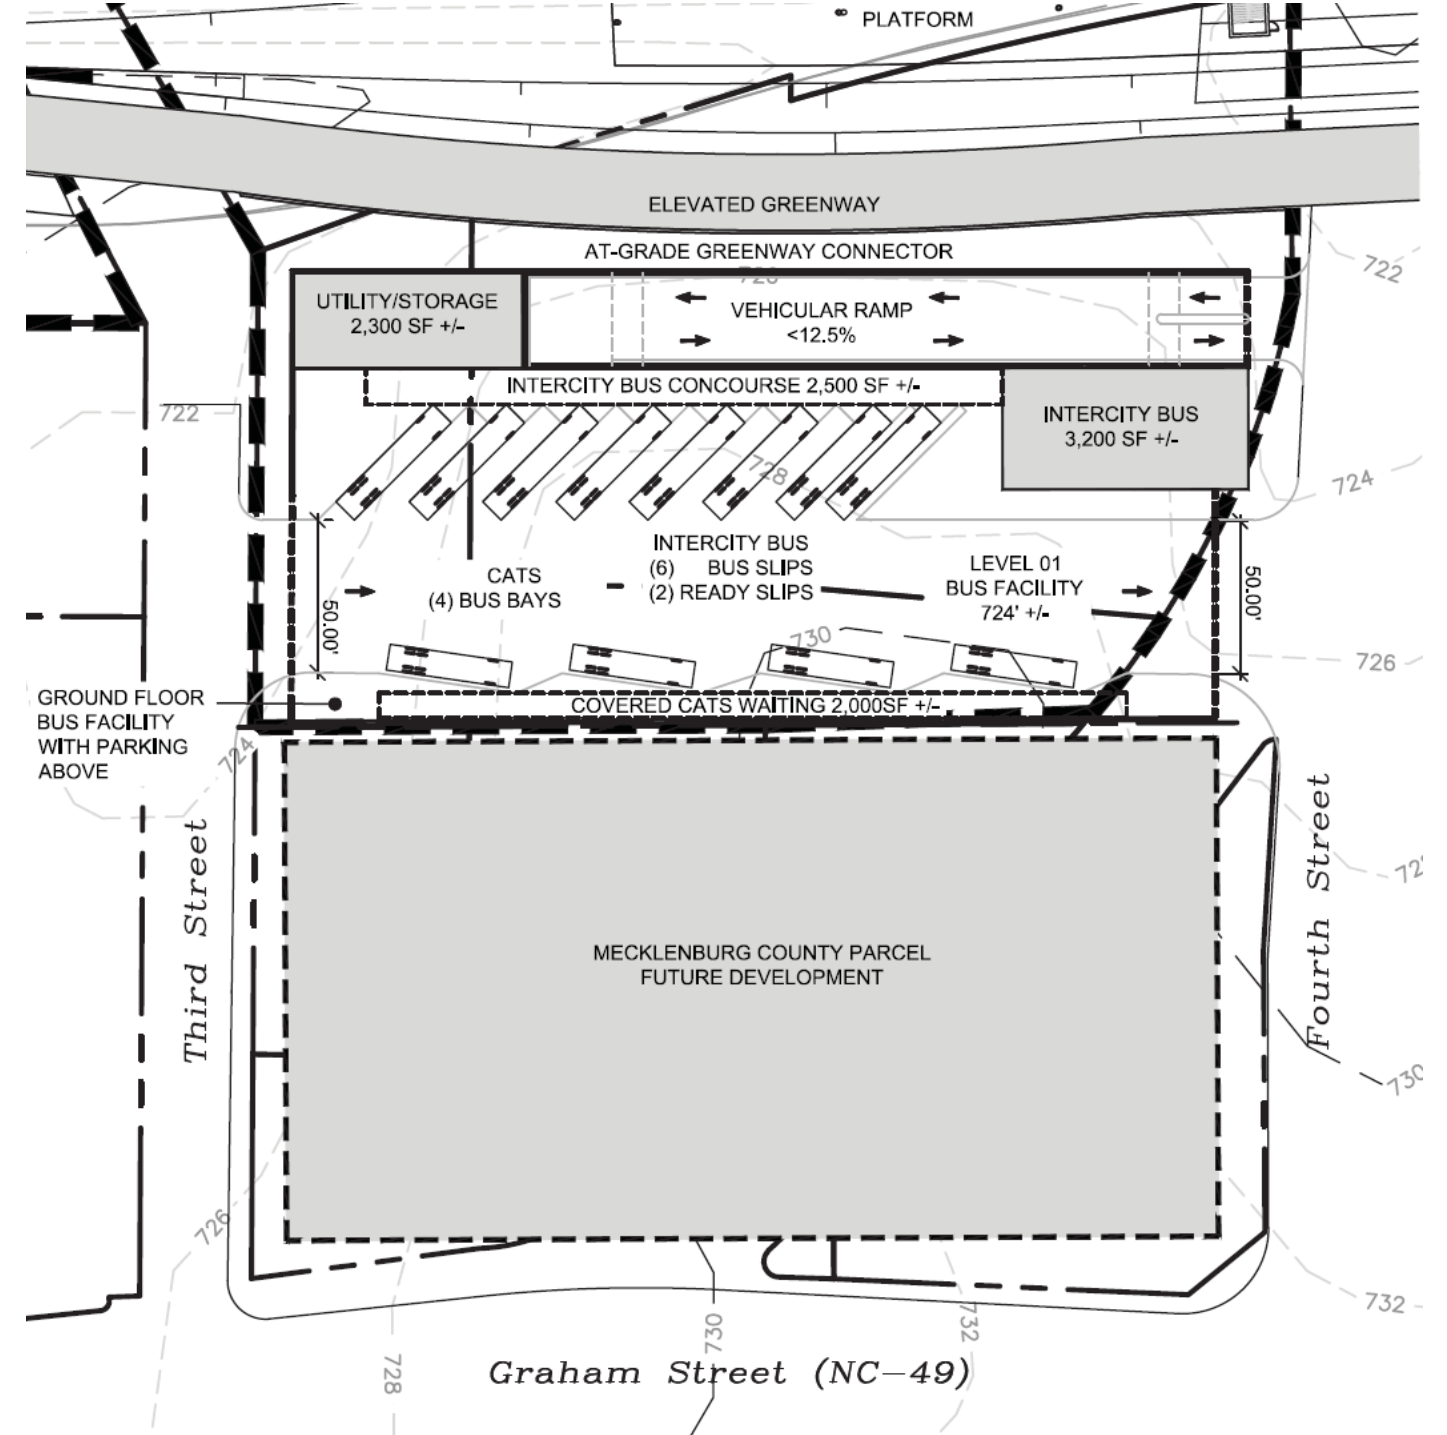 PLATFORM
ELEVATED GREENWAY
AT-GRADE GREENWAY CONNECTOR
722
UTILITY/STORAGE
2,300 SF +/-
VEHICULAR RAMP
<12.5%
INTERCITY BUS CONCOURSE 2,500 SF +/-
722
INTERCITY BUS
3,200 SF +/-
728
724
INTERCITY BUS
(6) BUS SLIPS
(2) READY SLIPS
CATS
(4) BUS BAYS
LEVEL 01
BUS FACILITY
724' +/-
50.00'
50.00'
730
726
GROUND FLOOR
BUS FACILITY
WITH PARKING
ABOVE
COVERED CATS WAITING 2,000SF +/-
724
Third Street
Fourth Street
MECKLENBURG COUNTY PARCEL
FUTURE DEVELOPMENT
730
726
732
728
730
732
Graham Street (NC-49)